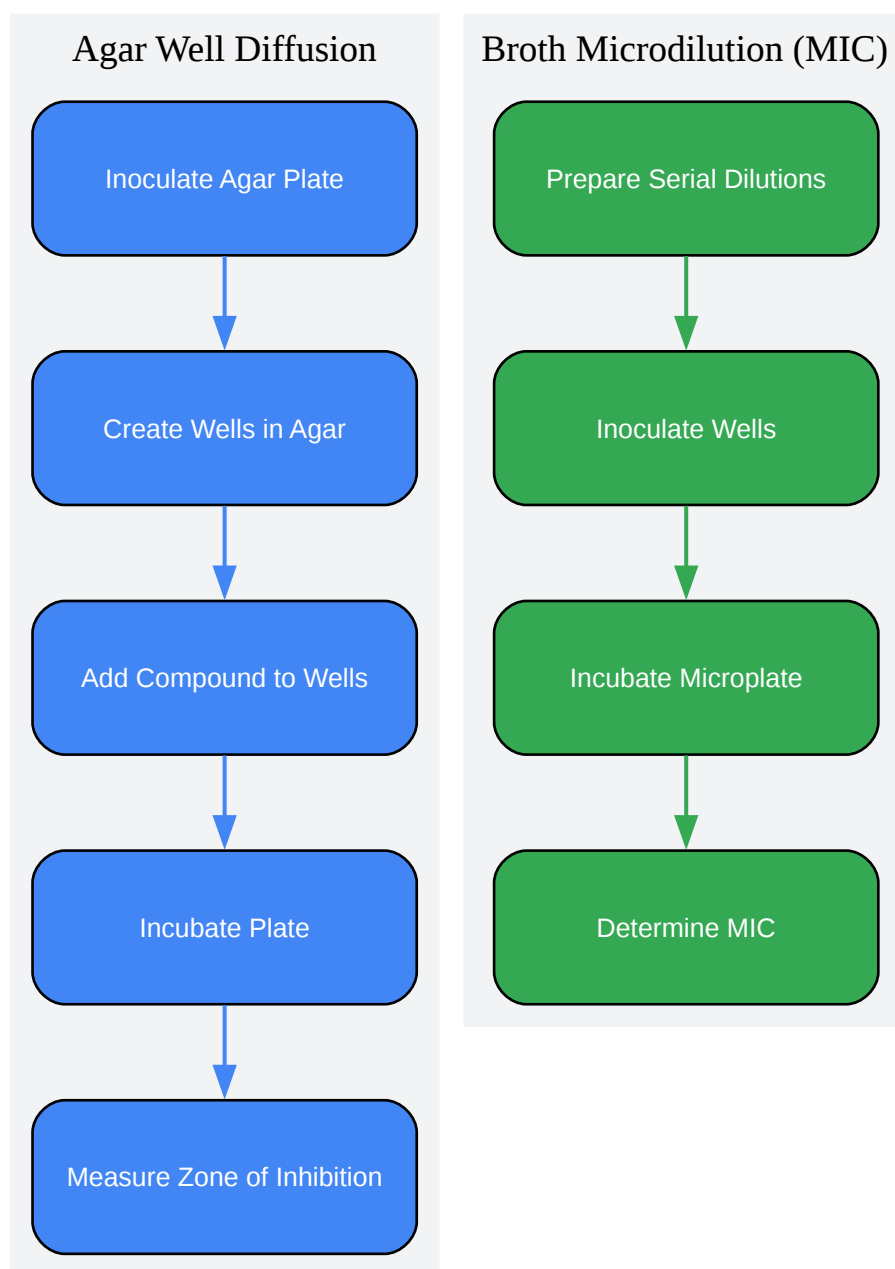 Agar Well Diffusion
Inoculate Agar Plate
Create Wells in Agar
Add Compound to Wells
Incubate Plate
Measure Zone of Inhibition
Broth Microdilution (MIC)
Prepare Serial Dilutions
Inoculate Wells
Incubate Microplate
Determine MIC